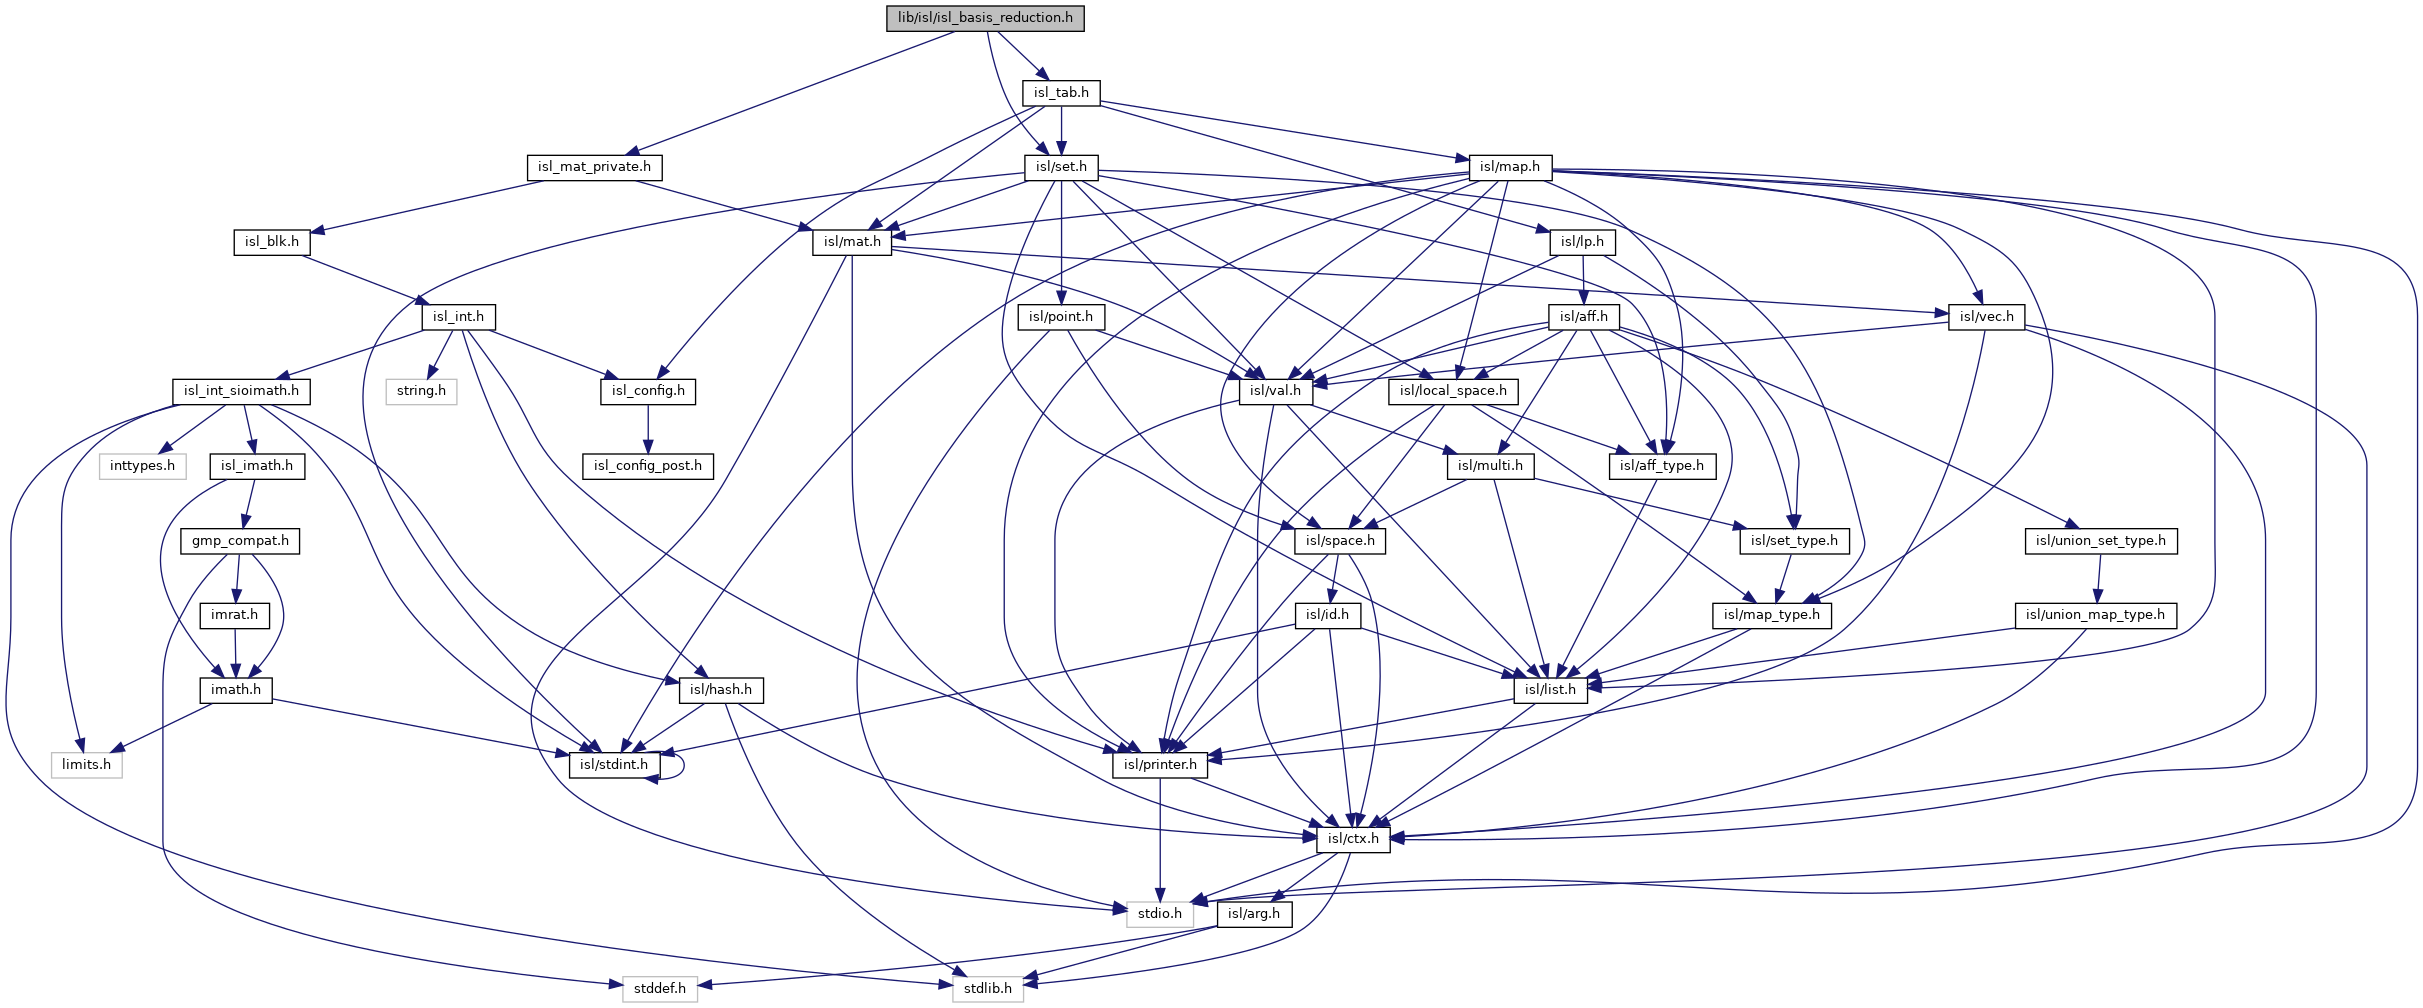 lib/isl/isl_basis_reduction.h
isl_tab.h
isl_mat_private.h
isl/set.h
isl/map.h
isl_blk.h
isl/mat.h
isl/lp.h
isl_int.h
isl/point.h
isl/aff.h
isl/vec.h
isl_int_sioimath.h
string.h
isl_config.h
isl/val.h
isl/local_space.h
inttypes.h
isl_imath.h
isl_config_post.h
isl/multi.h
isl/aff_type.h
gmp_compat.h
isl/space.h
isl/set_type.h
isl/union_set_type.h
imrat.h
isl/id.h
isl/map_type.h
isl/union_map_type.h
imath.h
isl/hash.h
isl/list.h
limits.h
isl/stdint.h
isl/printer.h
isl/ctx.h
stdio.h
isl/arg.h
stddef.h
stdlib.h